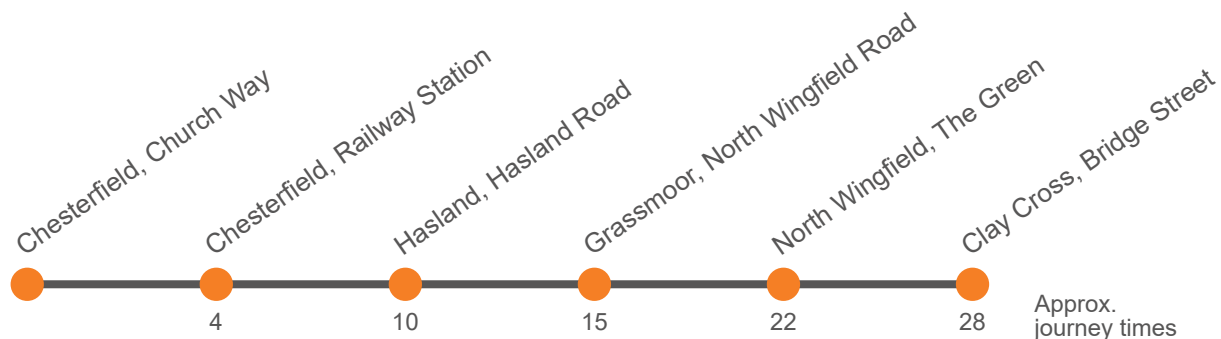 Chesterfield, Church Way
Chesterfield, Railway Station
Hasland, Hasland Road
Grassmoor, North Wingfield Road
North Wingfield, The Green
Clay Cross, Bridge Street
4
10
15
22
28
Approx.
journey times